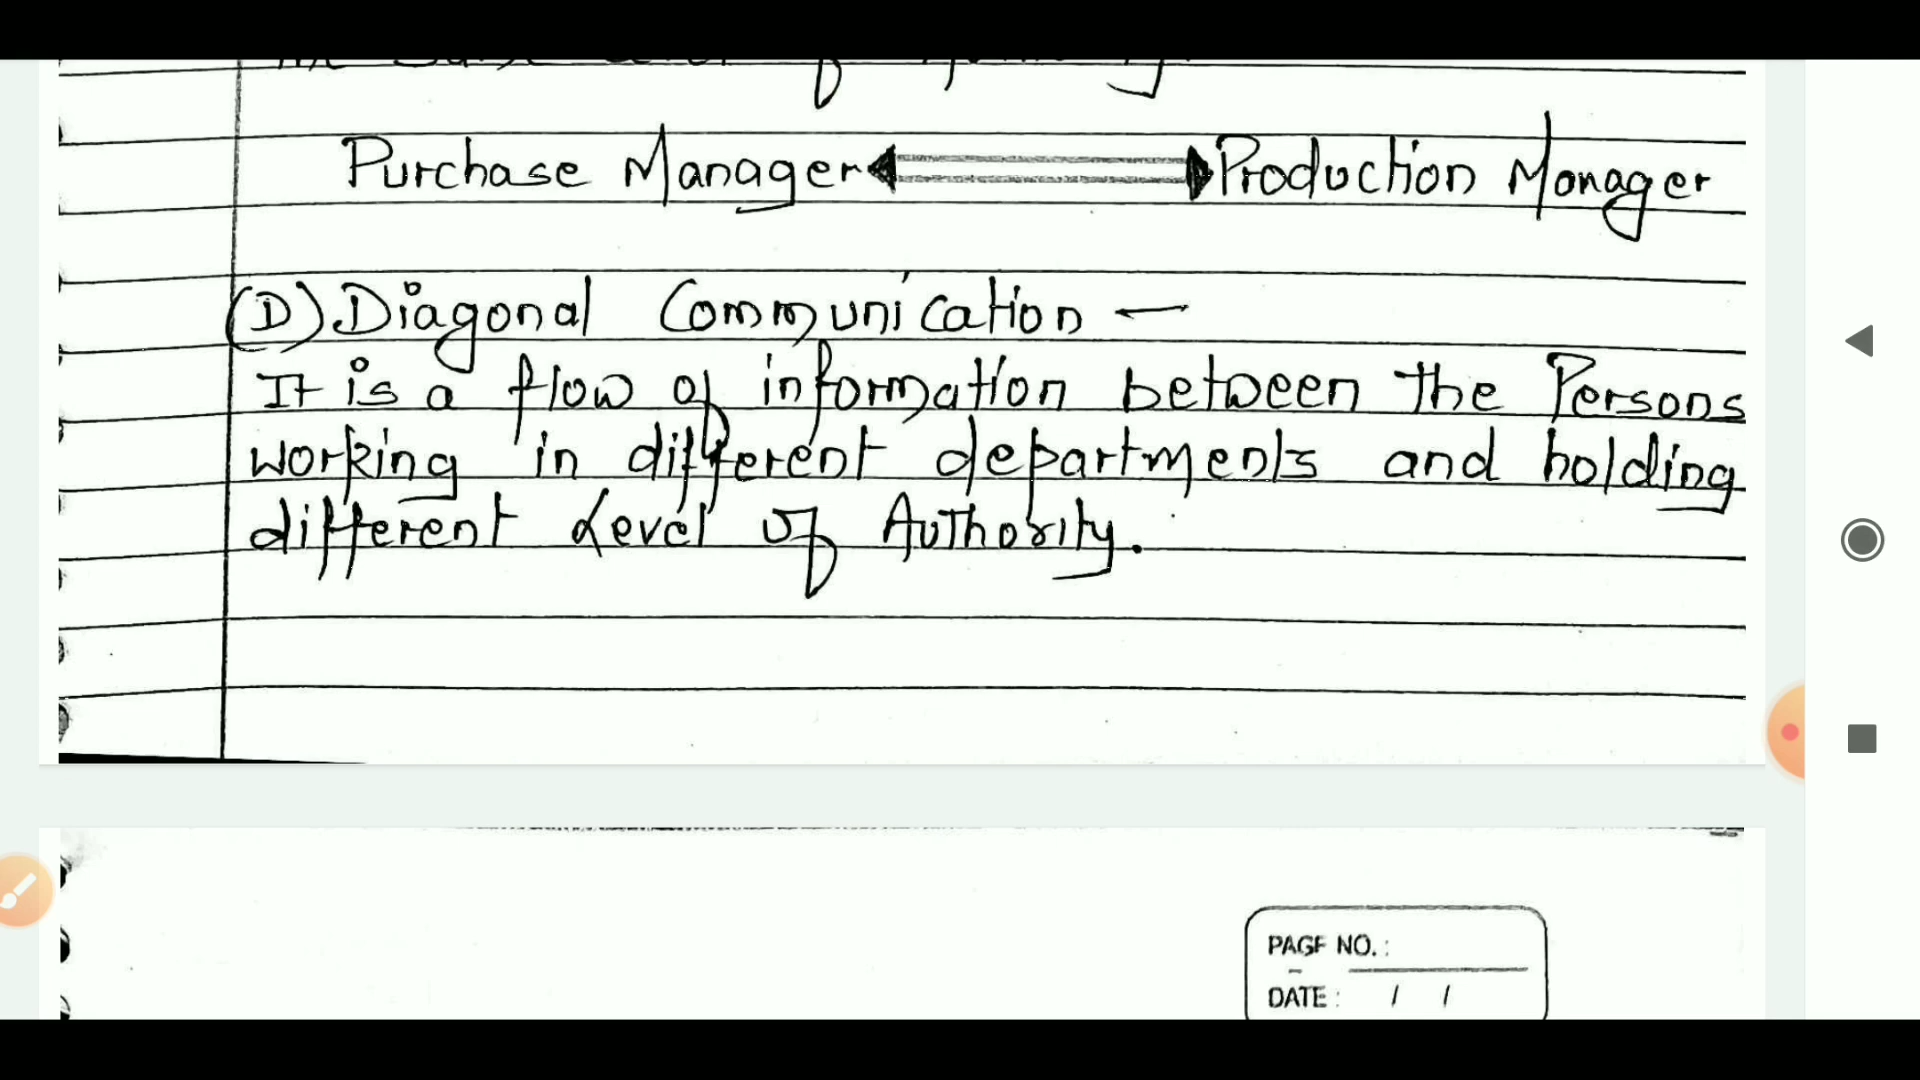 Purchase Manager Production Manager
(D) Diagonal Communication —
It is a flow of information between the Persons
working in different departments and holding
different Level of Authority.
PAGE NO. :
DATE : / /